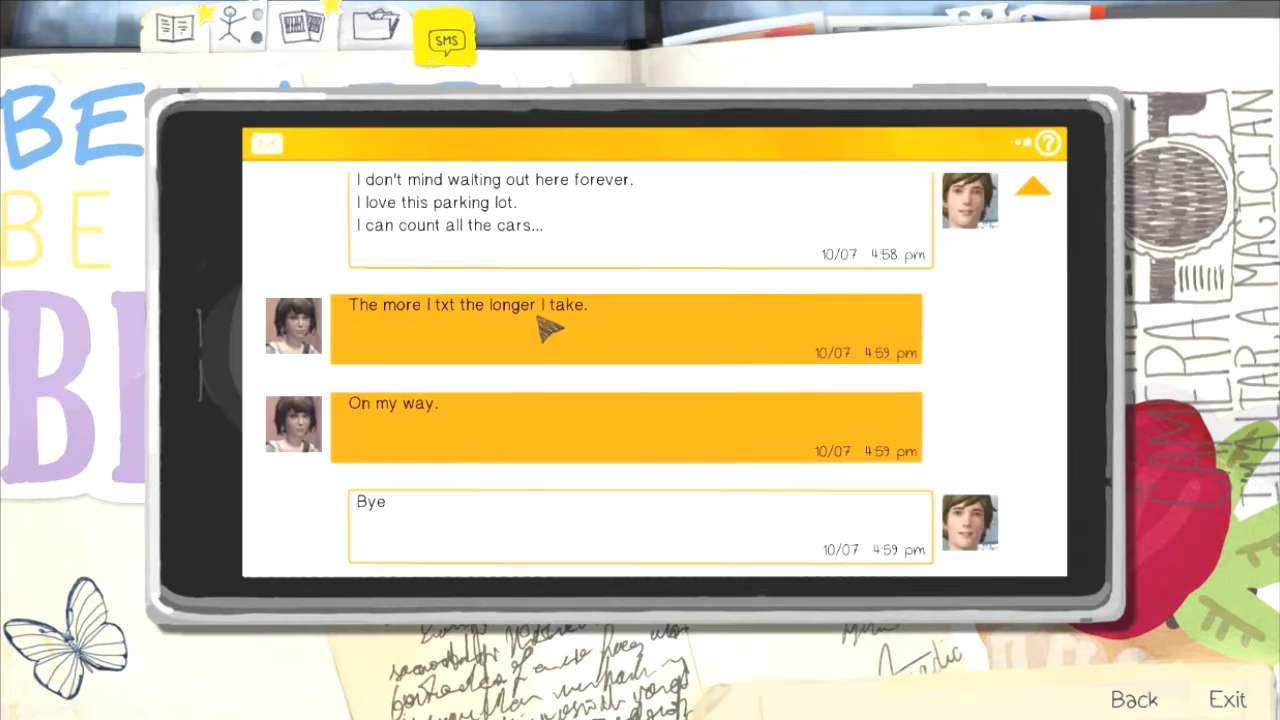 SMS
BE
BE
I don't mind waiting out here forever.
I love this parking lot.
I can count all the cars...
10/07 4:58 pm
The more I txt the longer I take.
10/07 4:59 pm
On my way.
10/07 4:59 pm
Bye
10/07 4:59 pm
?
MAGICIAN
Back
Exit